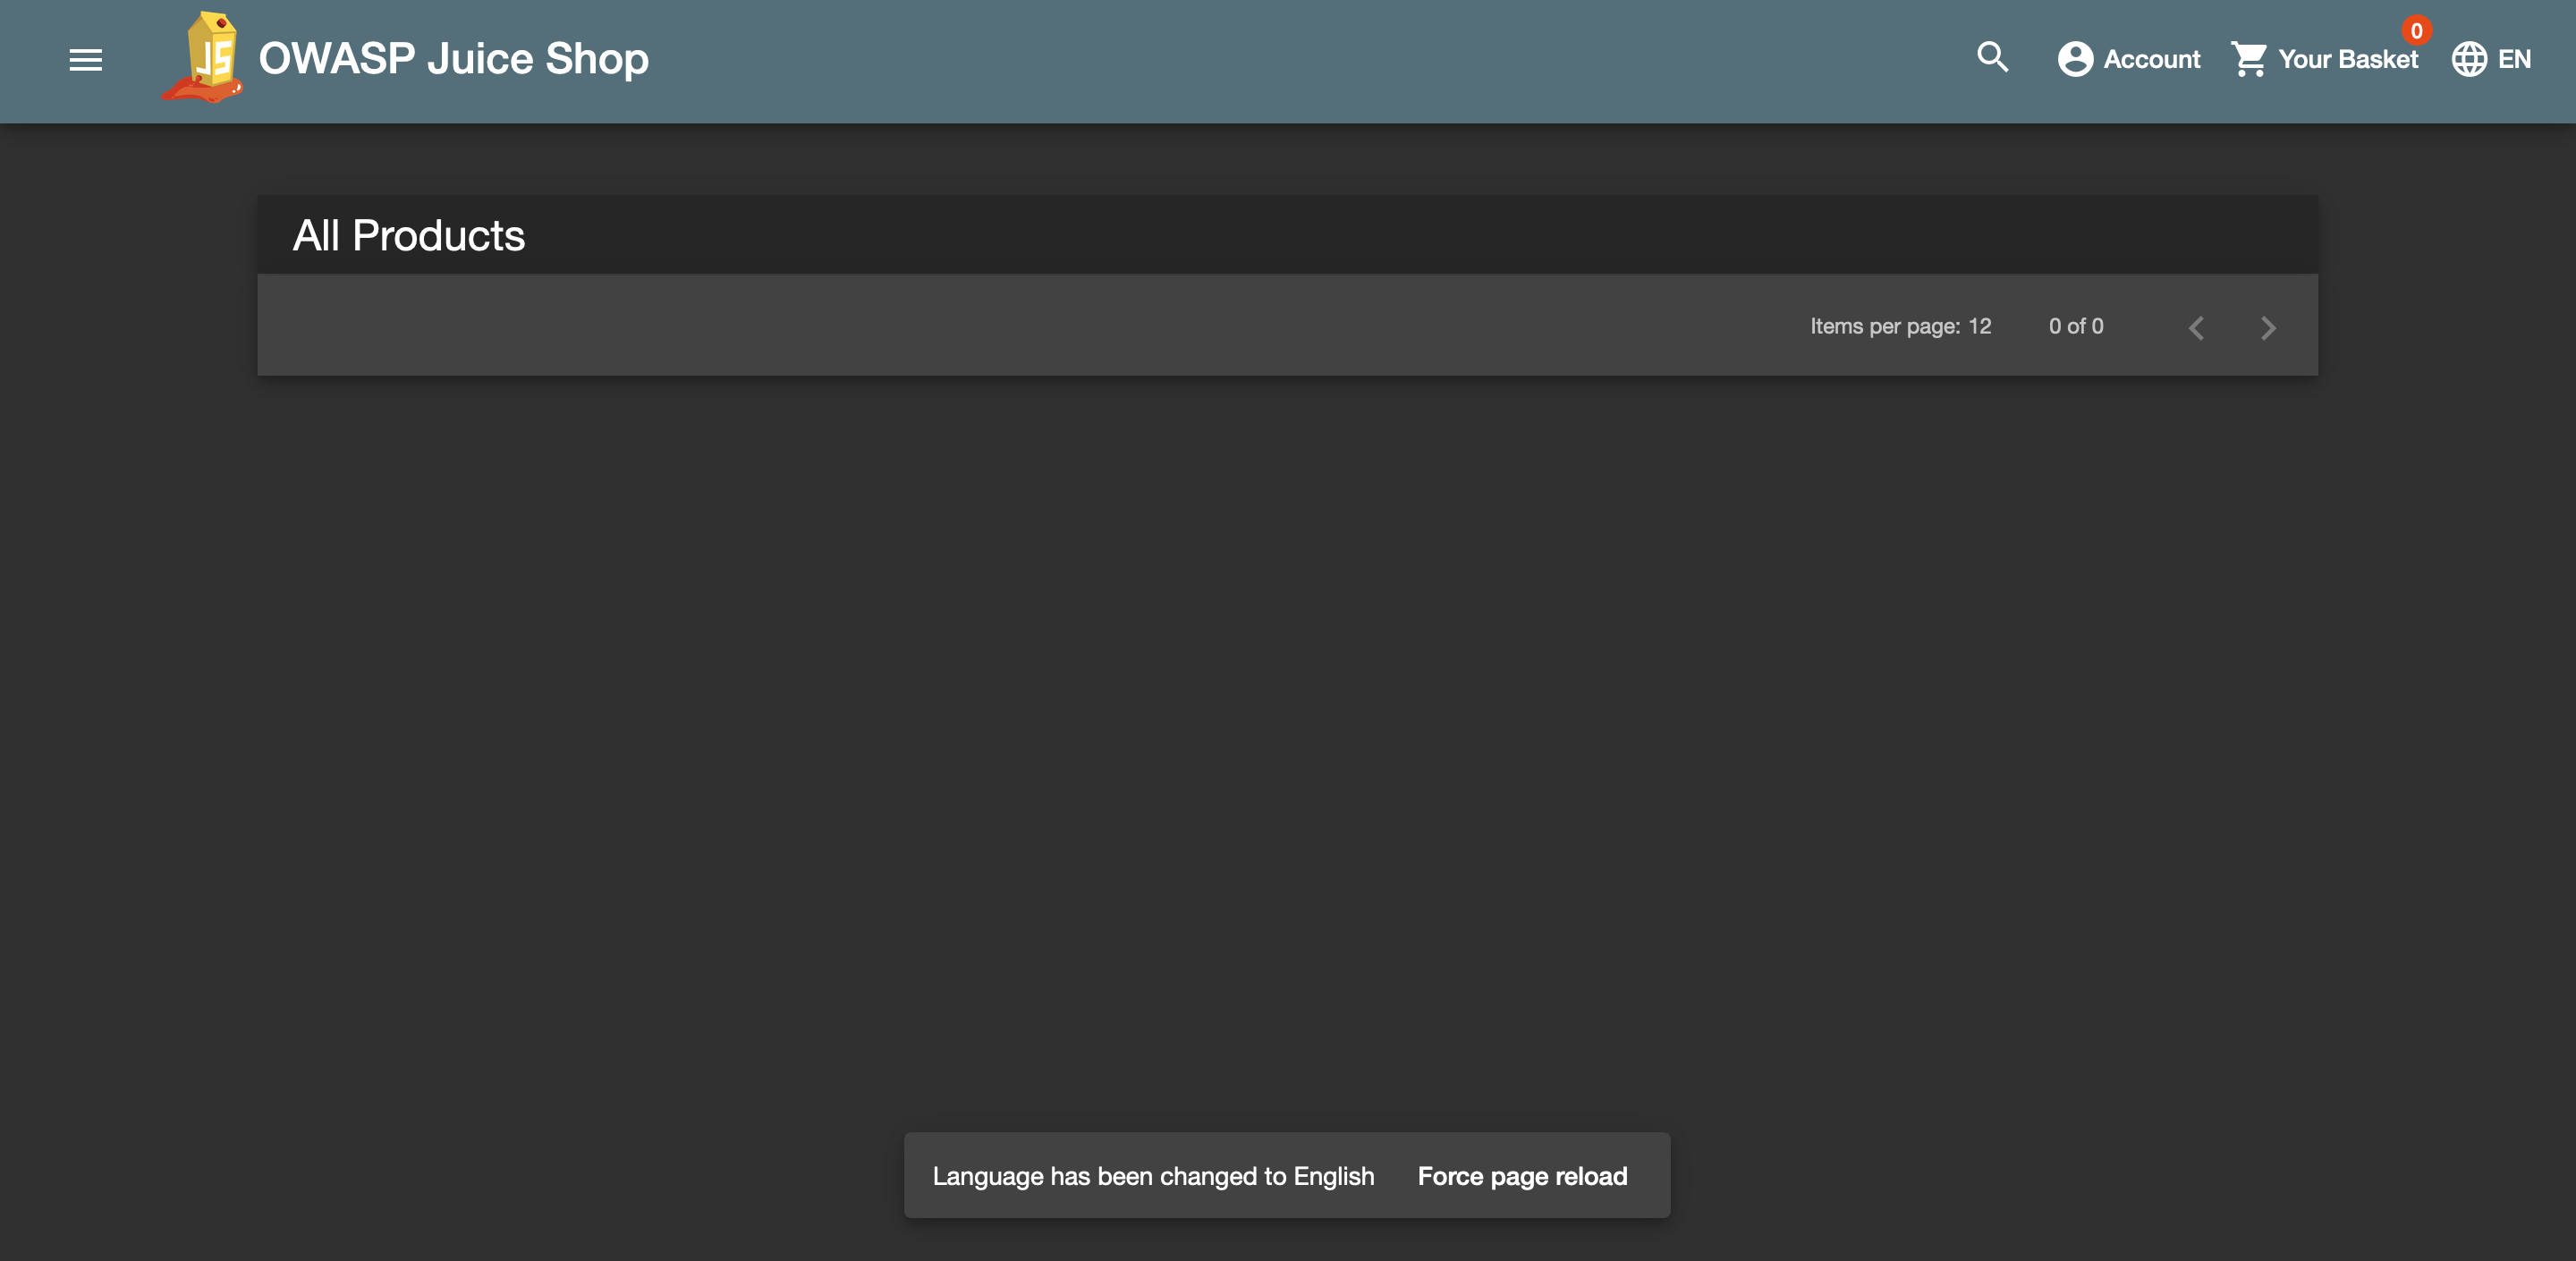 JS
OWASP Juice Shop
Account
0
Your Basket
EN
All Products
Items per page: 12
0 of 0
Language has been changed to English
Force page reload